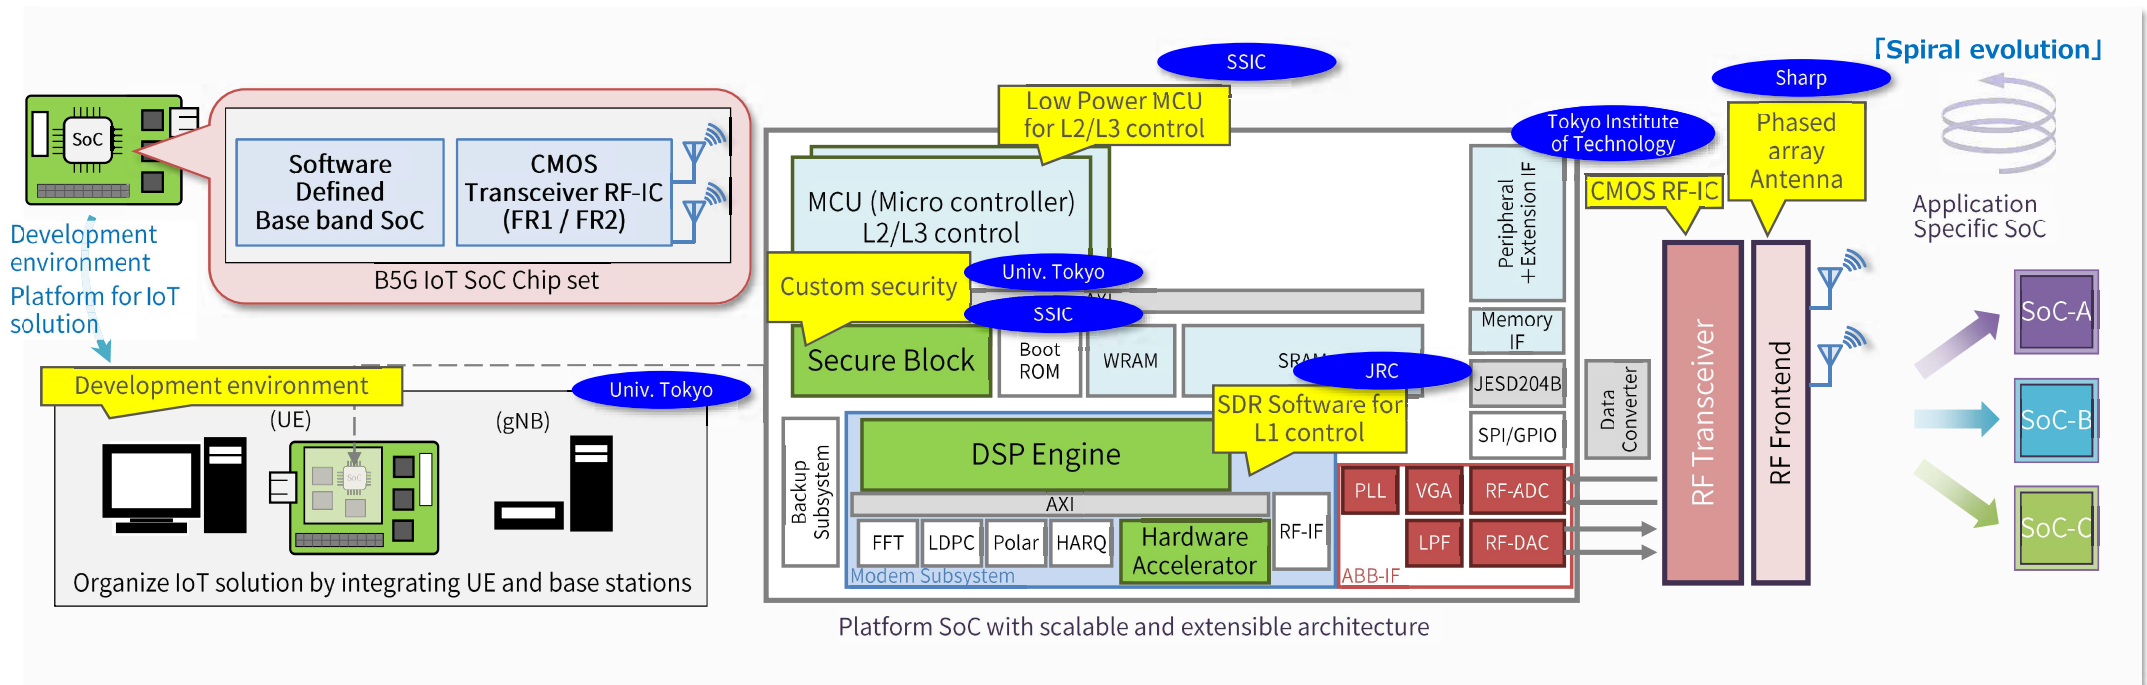 「Spiral evolution」
SSIC
Sharp
Low Power MCU
for L2/L3 control
Tokyo Institute
of Technology
Phased
array
Antenna
SoC
Software
Defined
Base band SoC
CMOS
Transceiver RF-IC
(FR1 / FR2)
B5G IoT SoC Chip set
Development
environment
Platform for IoT
solution
MCU (Micro controller)
L2/L3 control
Peripheral
+Extension IF
CMOS RF-IC
Application
Specific SoC
Custom security
Univ. Tokyo
AXI
SSIC
Secure Block
Boot
ROM
WRAM
SRAM
Memory
IF
JRC
JESD204B
SPI/GPIO
Data
Converter
RF Transceiver
RF Frontend
SoC-A
SoC-B
SoC-C
Development environment
Univ. Tokyo
(UE)
(gNB)
SoC
Organize IoT solution by integrating UE and base stations
SDR Software for
L1 control
Backup
Subsystem
DSP Engine
AXI
FFT
LDPC
Polar
HARQ
Hardware
Accelerator
RF-IF
Modem Subsystem
PLL
VGA
RF-ADC
LPF
RF-DAC
ABB-IF
Platform SoC with scalable and extensible architecture